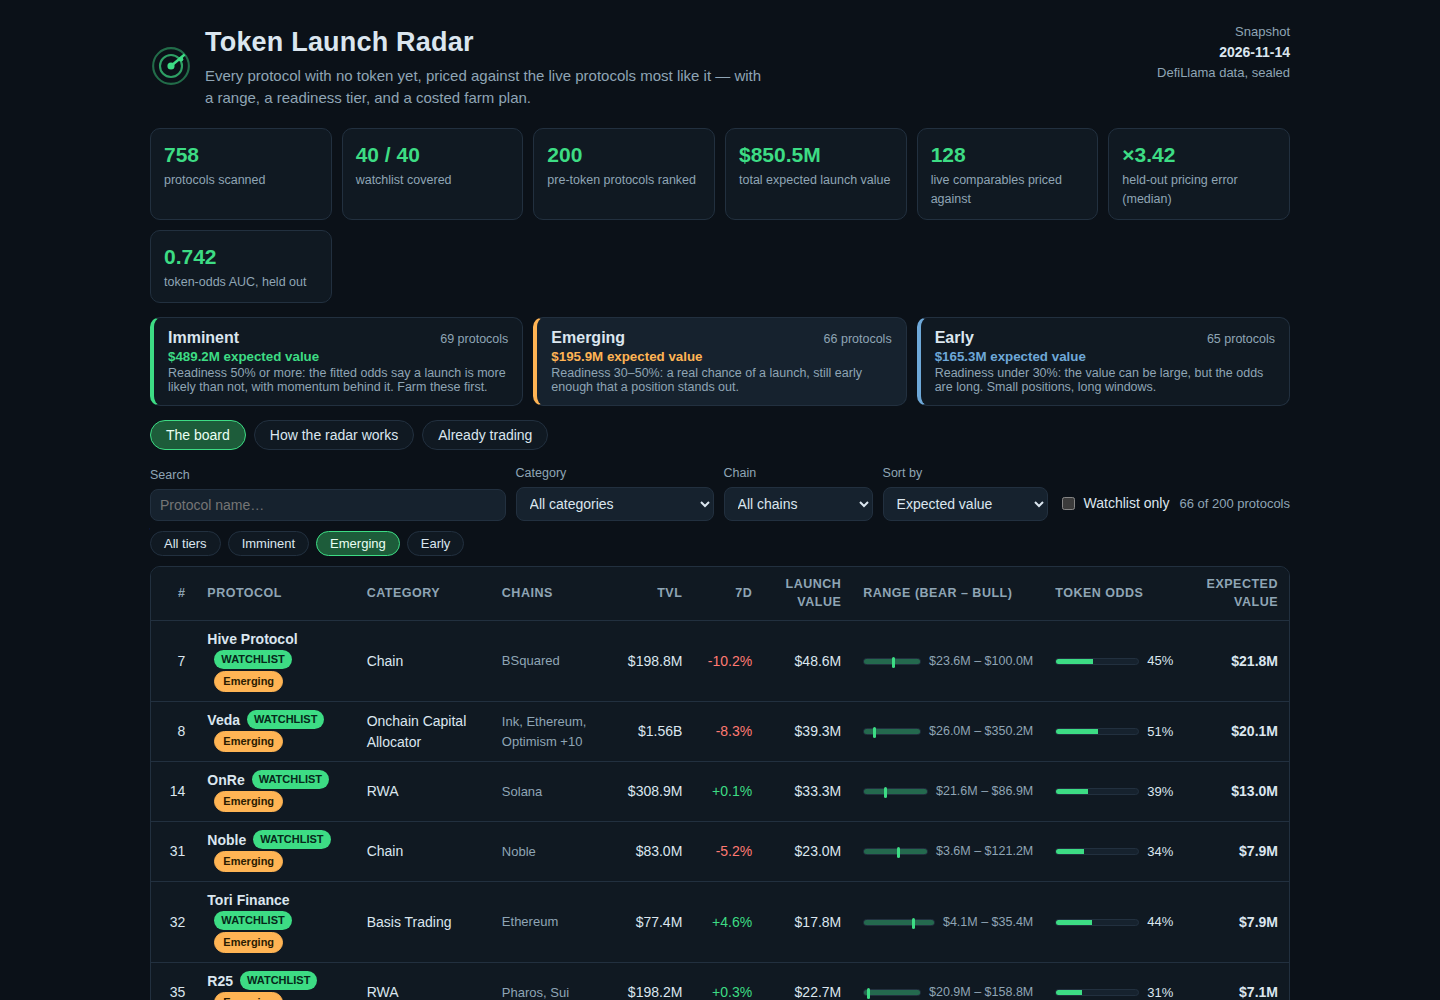 Token Launch Radar
Every protocol with no token yet, priced against the live protocols most like it — with
a range, a readiness tier, and a costed farm plan.
Snapshot
2026-11-14
DefiLlama data, sealed
758
protocols scanned
40 / 40
watchlist covered
200
pre-token protocols ranked
$850.5M
total expected launch value
128
live comparables priced
against
×3.42
held-out pricing error
(median)
0.742
token-odds AUC, held out
Imminent
69 protocols
$489.2M expected value
Readiness 50% or more: the fitted odds say a launch is more
likely than not, with momentum behind it. Farm these first.
Emerging
66 protocols
$195.9M expected value
Readiness 30–50%: a real chance of a launch, still early
enough that a position stands out.
Early
65 protocols
$165.3M expected value
Readiness under 30%: the value can be large, but the odds
are long. Small positions, long windows.
The board
How the radar works
Already trading
Search
Category
Chain
Sort by
Protocol name…
All categories
All chains
Expected value
Watchlist only
66 of 200 protocols
All tiers
Imminent
Emerging
Early
# PROTOCOL CATEGORY CHAINS TVL 7D LAUNCH VALUE RANGE (BEAR – BULL) TOKEN ODDS EXPECTED VALUE
7 Hive Protocol WATCHLIST Emerging Chain BSquared $198.8M -10.2% $48.6M $23.6M – $100.0M 45% $21.8M
8 Veda WATCHLIST Emerging Onchain Capital Allocator Ink, Ethereum, Optimism +10 $1.56B -8.3% $39.3M $26.0M – $350.2M 51% $20.1M
14 OnRe WATCHLIST Emerging RWA Solana $308.9M +0.1% $33.3M $21.6M – $86.9M 39% $13.0M
31 Noble WATCHLIST Emerging Chain Noble $83.0M -5.2% $23.0M $3.6M – $121.2M 34% $7.9M
32 Tori Finance WATCHLIST Emerging Basis Trading Ethereum $77.4M +4.6% $17.8M $4.1M – $35.4M 44% $7.9M
35 R25 WATCHLIST Emerging RWA Pharos, Sui $198.2M +0.3% $22.7M $20.9M – $158.8M 31% $7.1M